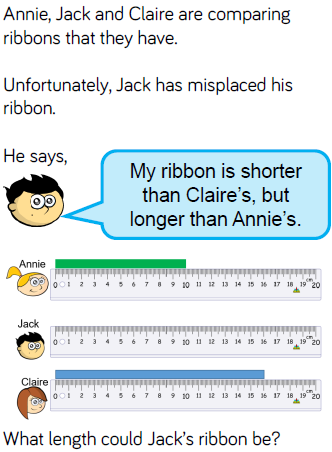 Annie, Jack and Claire are comparing
ribbons that they have.
Unfortunately, Jack has misplaced his
ribbon.
He says,
My ribbon is shorter
than Claire's, but
longer than Annie's.
Annie
cm
0 1 2 3 4 5 6 7 8 9 10 11 12 13 14 15 16 17 18 19 20
Jack
cm
0 1 2 3 4 5 6 7 8 9 10 11 12 13 14 15 16 17 18 19 20
Claire
cm
0 1 2 3 4 5 6 7 8 9 10 11 12 13 14 15 16 17 18 19 20
What length could Jack's ribbon be?